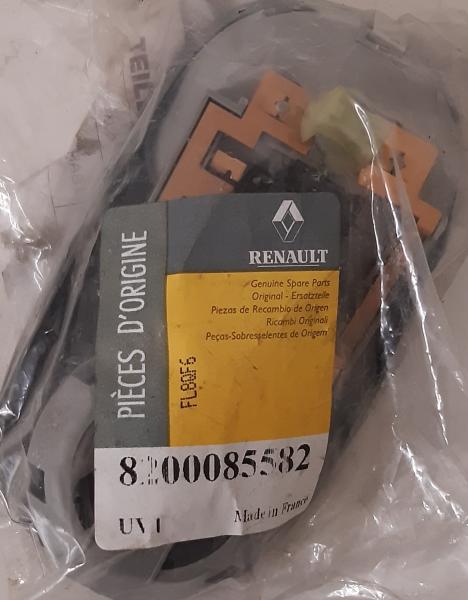 TEIL
PIÈCES D'ORIGINE
RENAULT
Genuine Spare Parts
Original - Ersatzteile
Piezas de Recambio de Origen
Ricambi Originali
Peças-Sobresselentes de Origem
FL80F6
8200085582
UV1
Made in France